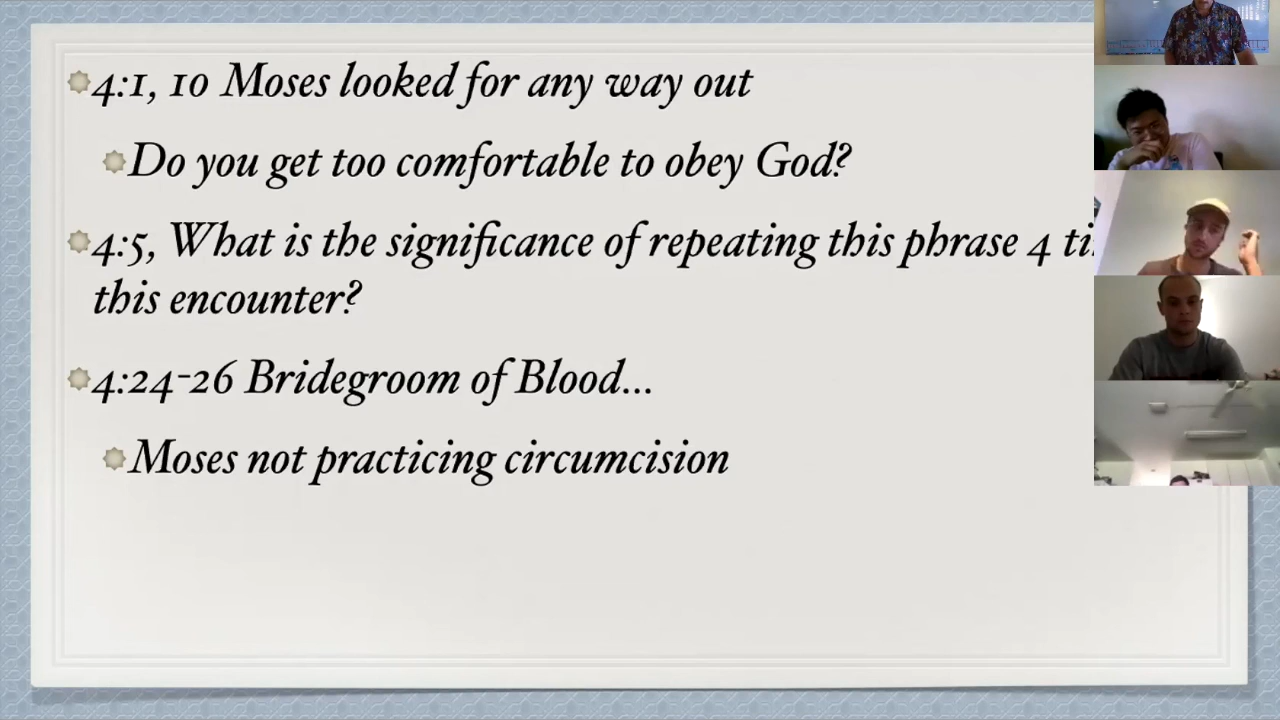 4:1, 10 Moses looked for any way out
Do you get too comfortable to obey God?
4:5, What is the significance of repeating this phrase 4
this encounter?
4:24-26 Bridegroom of Blood...
Moses not practicing circumcision